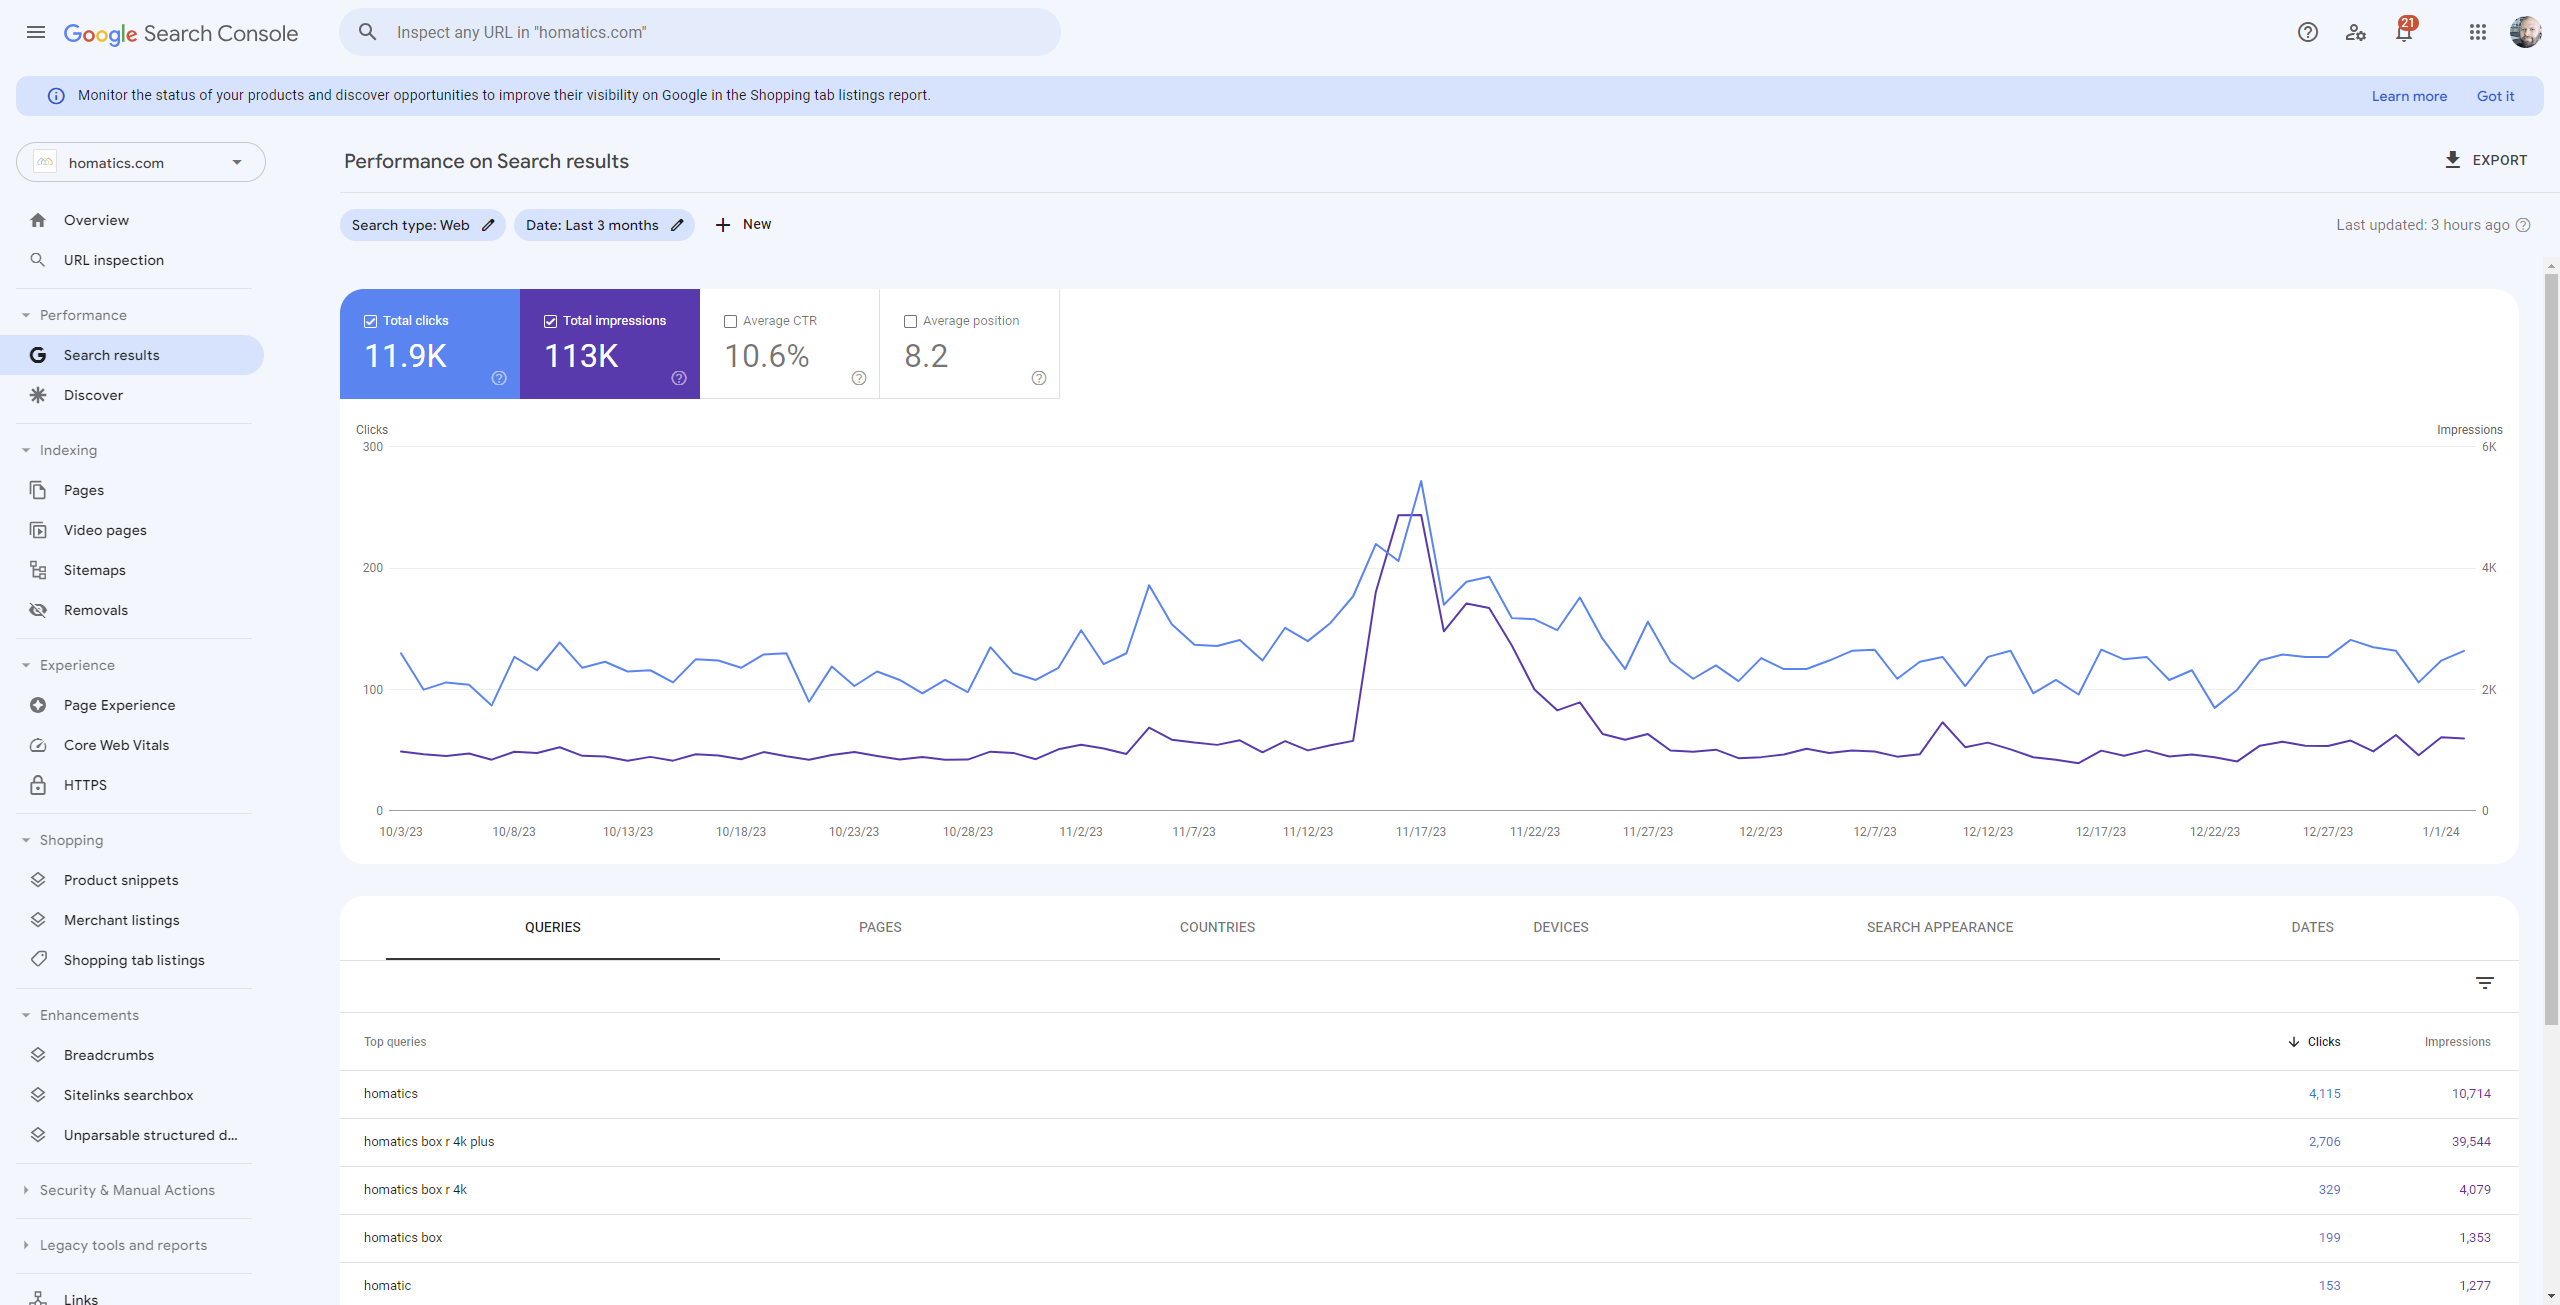 Google Search Console
Inspect any URL in "homatics.com"
21
Monitor the status of your products and discover opportunities to improve their visibility on Google in the Shopping tab listings report.
Learn more
Got it
homatics.com
Overview
URL inspection
Performance
Search results
Discover
Indexing
Pages
Video pages
Sitemaps
Removals
Experience
Page Experience
Core Web Vitals
HTTPS
Shopping
Product snippets
Merchant listings
Shopping tab listings
Enhancements
Breadcrumbs
Sitelinks searchbox
Unparsable structured d...
Security & Manual Actions
Legacy tools and reports
Links
Performance on Search results
EXPORT
Search type: Web
Date: Last 3 months
New
Last updated: 3 hours ago
Total clicks
11.9K
Total impressions
113K
Average CTR
10.6%
Average position
8.2
Clicks
Impressions
300
6K
200
4K
100
2K
0
0
10/3/23 10/8/23 10/13/23 10/18/23 10/23/23 10/28/23 11/2/23 11/7/23 11/12/23 11/17/23 11/22/23 11/27/23 12/2/23 12/7/23 12/12/23 12/17/23 12/22/23 12/27/23 1/1/24
QUERIES PAGES COUNTRIES DEVICES SEARCH APPEARANCE DATES
Top queries Clicks Impressions
homatics 4,115 10,714
homatics box r 4k plus 2,706 39,544
homatics box r 4k 329 4,079
homatics box 199 1,353
homatic 153 1,277